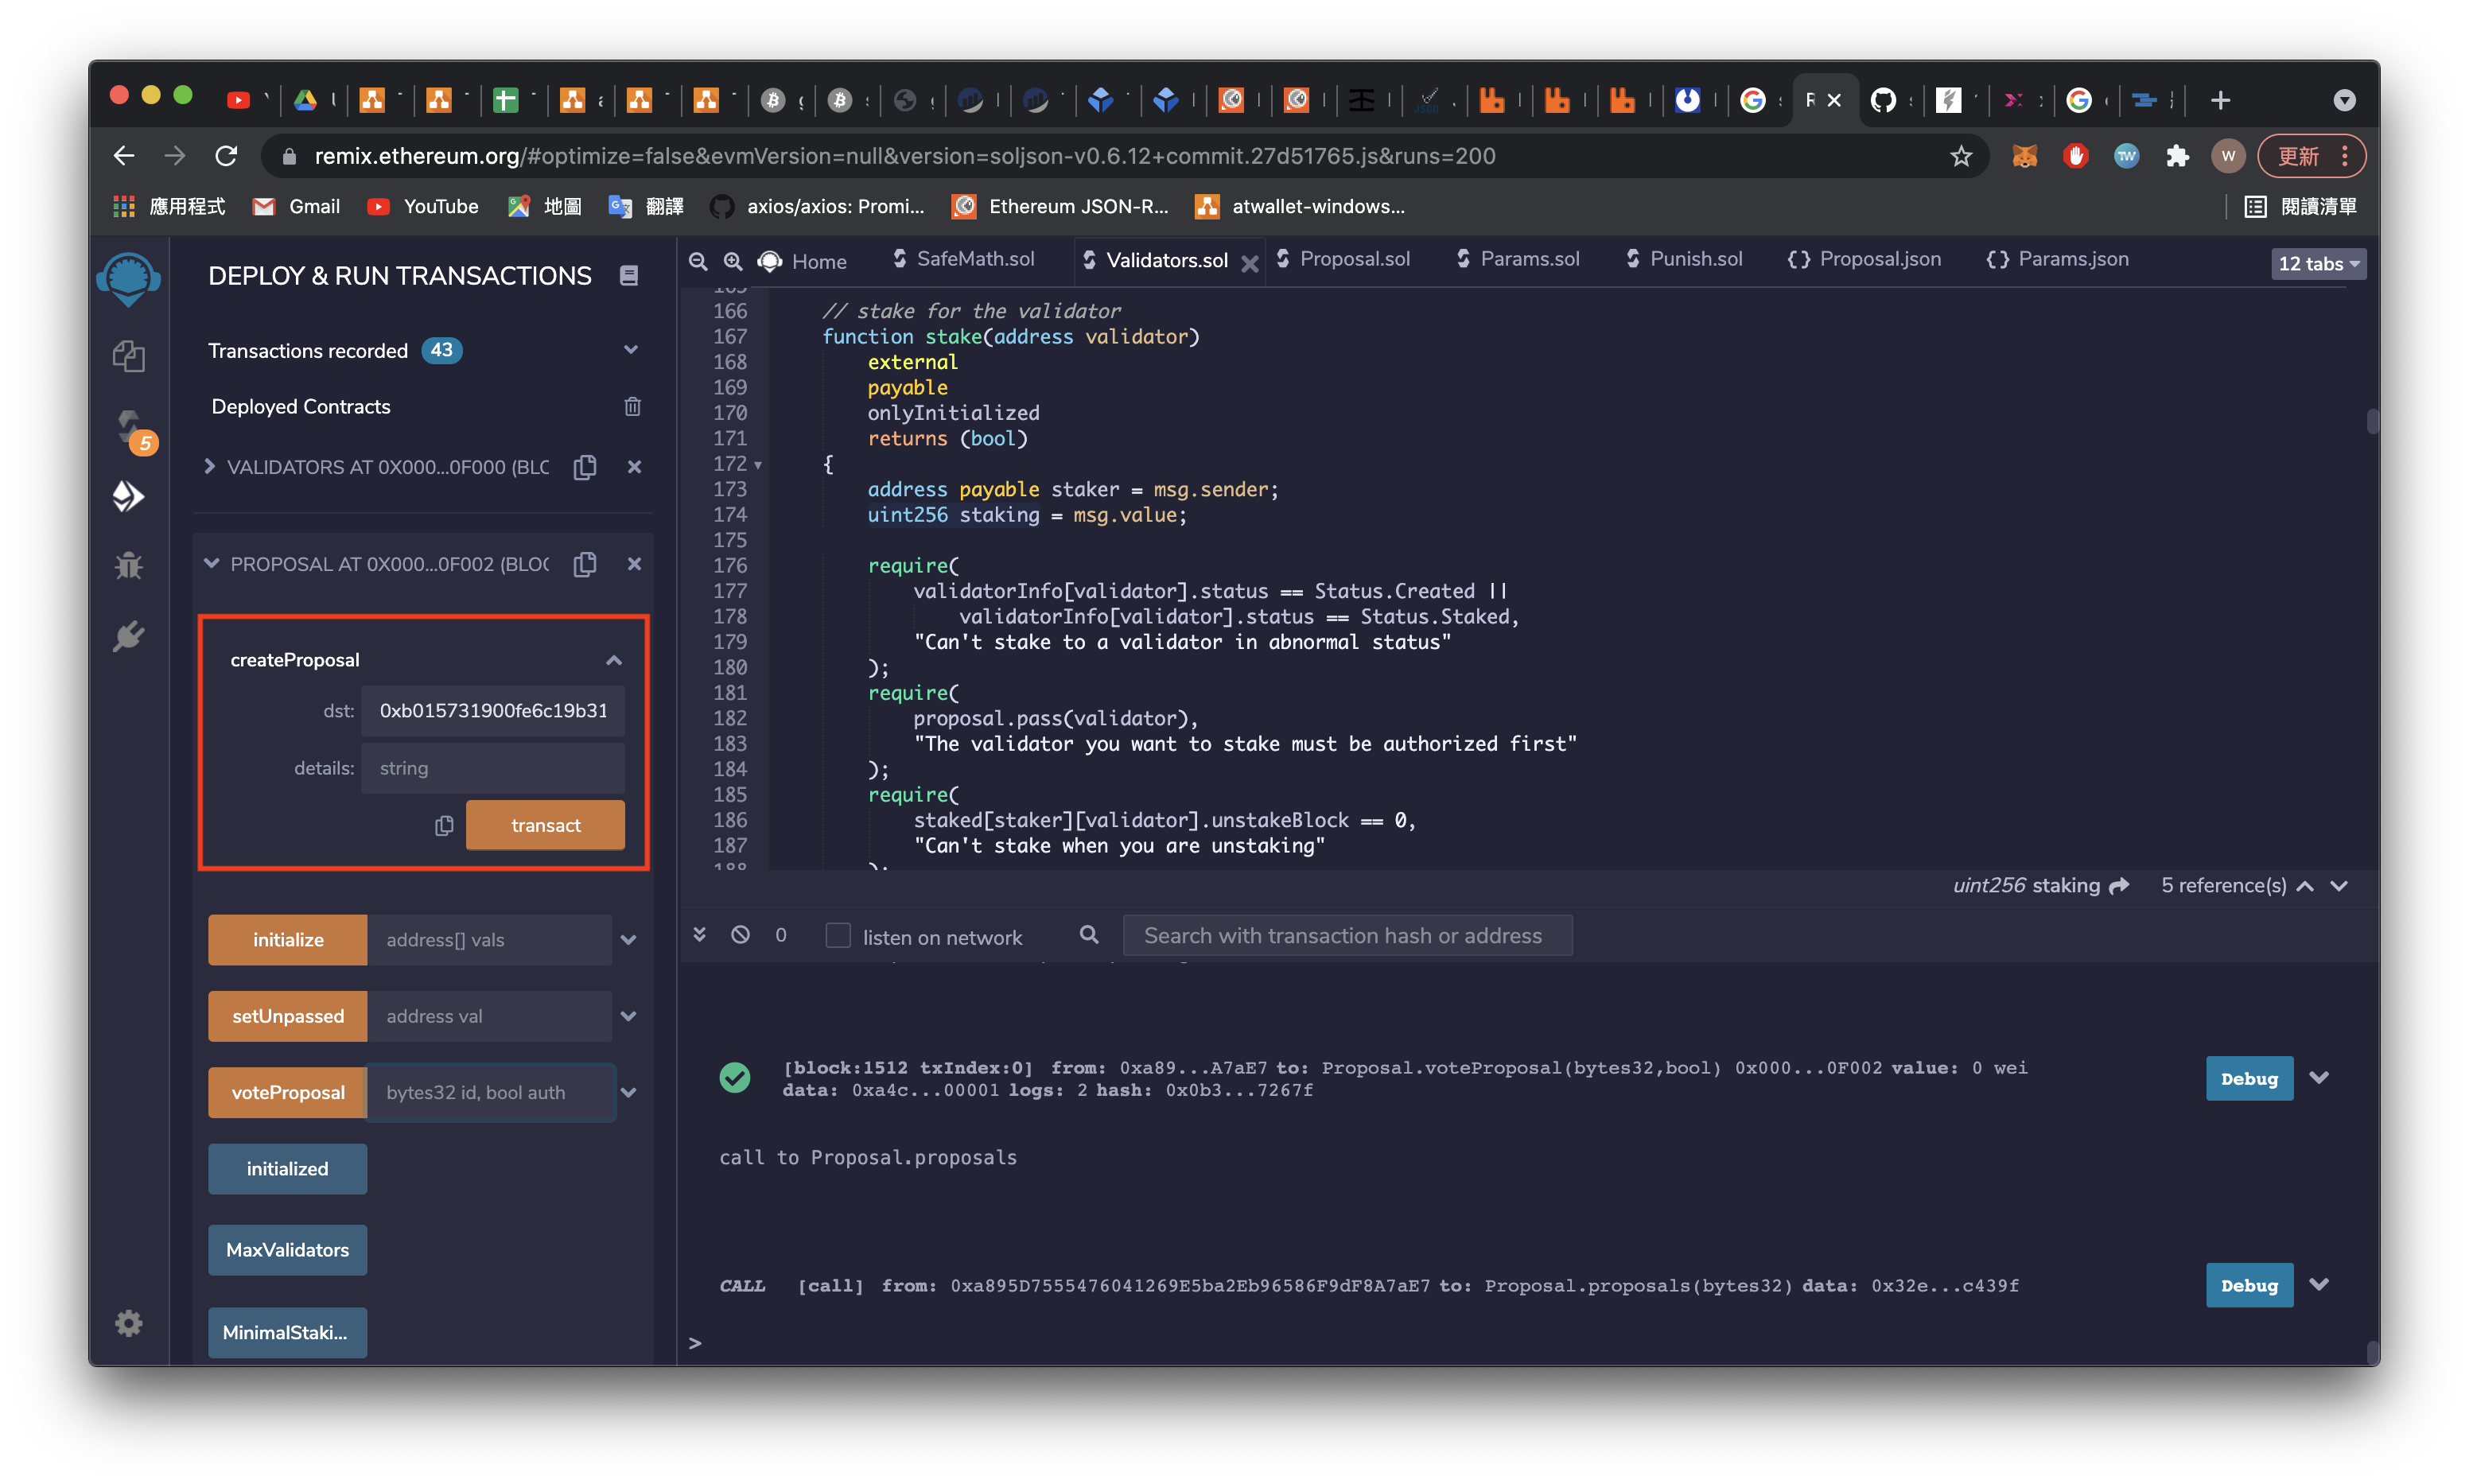 remix.ethereum.org/#optimize=false&evmVersion=null&version=soljson-v0.6.12+commit.27d51765.js&runs=200
W
更新
應用程式
Gmail
YouTube
地圖
翻譯
axios/axios: Promi...
Ethereum JSON-R...
atwallet-windows...
閱讀清單
DEPLOY & RUN TRANSACTIONS
Transactions recorded 43
Deployed Contracts
5
VALIDATORS AT 0X000...0F000 (BLC
PROPOSAL AT 0X000...0F002 (BLOC
createProposal
dst: 0xb015731900fe6c19b31
details: string
transact
initialize address[] vals
setUnpassed address val
voteProposal bytes32 id, bool auth
initialized
MaxValidators
MinimalStaki...
Home
SafeMath.sol
Validators.sol
Proposal.sol
Params.sol
Punish.sol
{} Proposal.json
{} Params.json
12 tabs
166 // stake for the validator
167 function stake(address validator)
168 external
169 payable
170 onlyInitialized
171 returns (bool)
172 {
173 address payable staker = msg.sender;
174 uint256 staking = msg.value;
175
176 require(
177 validatorInfo[validator].status == Status.Created ||
178 validatorInfo[validator].status == Status.Staked,
179 "Can't stake to a validator in abnormal status"
180 );
181 require(
182 proposal.pass(validator),
183 "The validator you want to stake must be authorized first"
184 );
185 require(
186 staked[staker][validator].unstakeBlock == 0,
187 "Can't stake when you are unstaking"
188 );
uint256 staking 5 reference(s)
0 listen on network Search with transaction hash or address
[block:1512 txIndex:0] from: 0xa89...A7aE7 to: Proposal.voteProposal(bytes32,bool) 0x000...0F002 value: 0 wei
data: 0xa4c...00001 logs: 2 hash: 0x0b3...7267f
Debug
call to Proposal.proposals
CALL [call] from: 0xa895D7555476041269E5ba2Eb96586F9dF8A7aE7 to: Proposal.proposals(bytes32) data: 0x32e...c439f
Debug
>